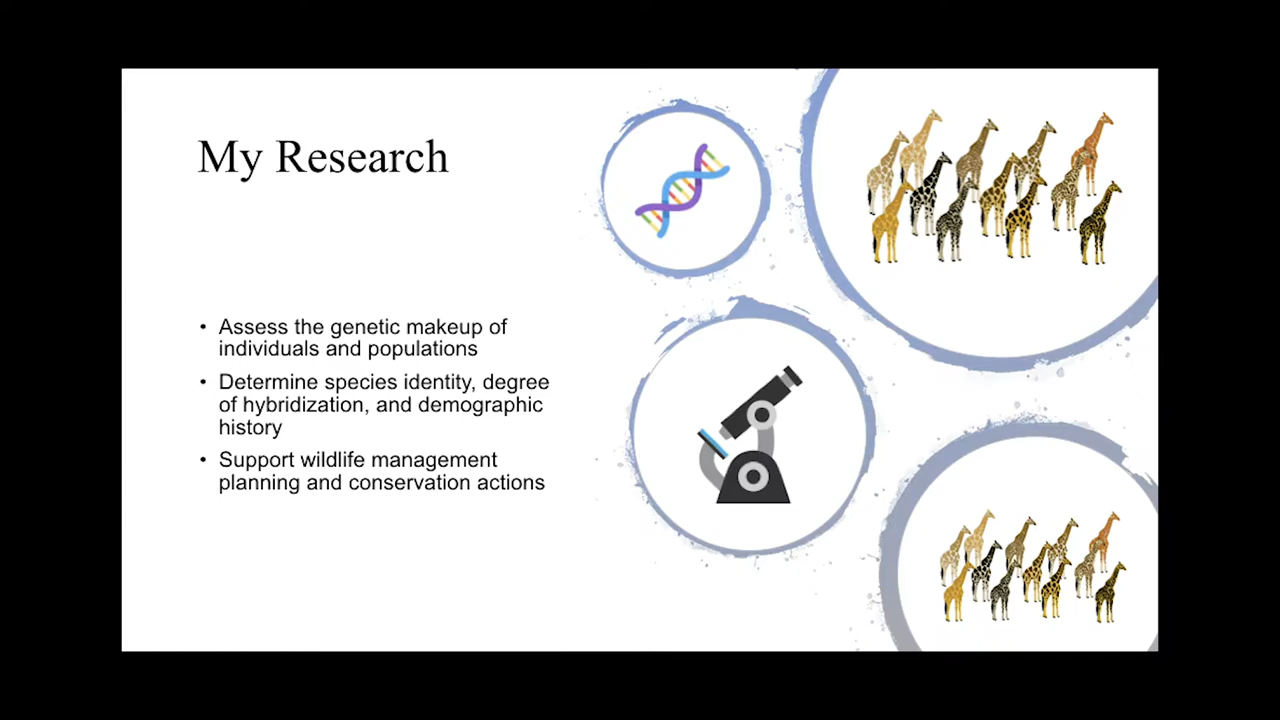 My Research
• Assess the genetic makeup of
individuals and populations
• Determine species identity, degree
of hybridization, and demographic
history
• Support wildlife management
planning and conservation actions